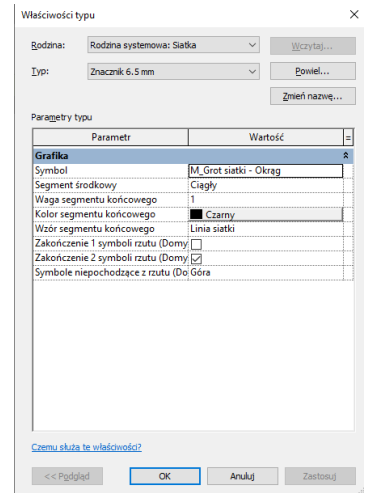 Właściwości typu
Rodzina: Rodzina systemowa: Siatka Wczytaj...
Typ: Znacznik 6.5 mm Powiel...
Zmień nazwę...
Parametry typu
Parametr Wartość =
Grafika
Symbol M_Grot siatki - Okrąg
Segment środkowy Ciągły
Waga segmentu końcowego 1
Kolor segmentu końcowego Czarny
Wzór segmentu końcowego Linia siatki
Zakończenie 1 symboli rzutu (Domy
Zakończenie 2 symboli rzutu (Domy
Symbole niepochodzące z rzutu (Do Góra
Czemu służą te właściwości?
<< Podgląd OK Anuluj Zastosuj